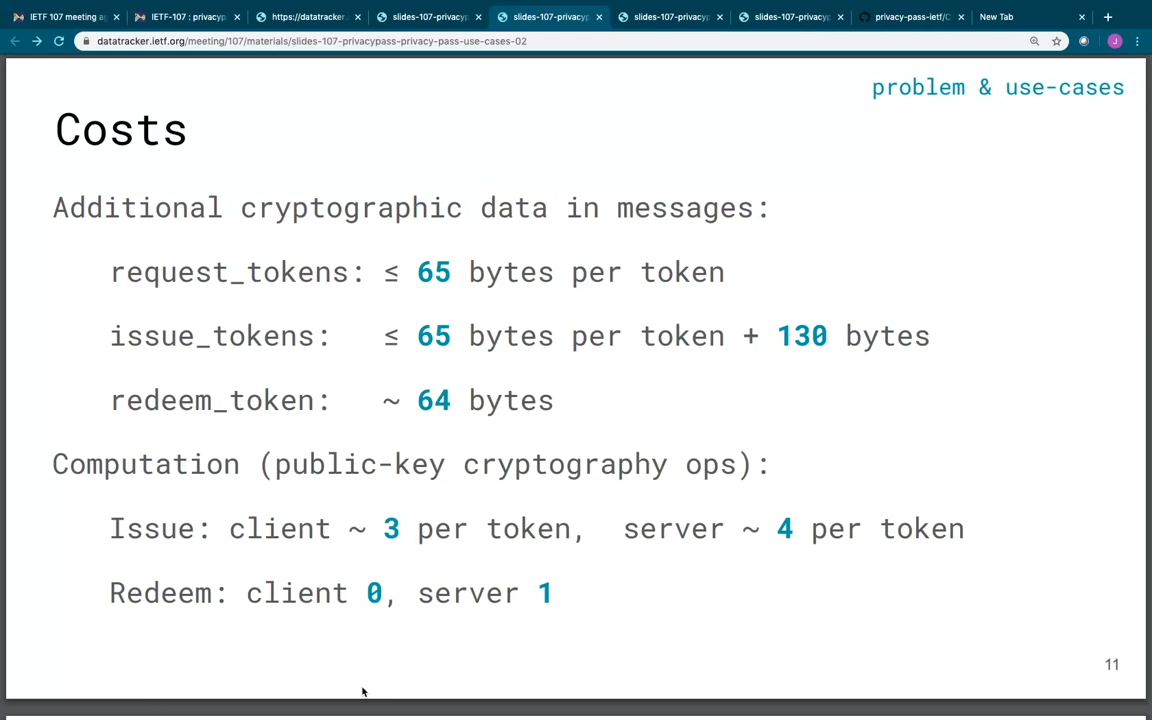 IETF 107 meeting ag
IETF-107 : privacyp
https://datatracker.i
slides-107-privacyp
slides-107-privacyp
slides-107-privacyp
slides-107-privacyp
privacy-pass-ietf/C
New Tab
datatracker.ietf.org/meeting/107/materials/slides-107-privacypass-privacy-pass-use-cases-02
J
problem & use-cases
Costs
Additional cryptographic data in messages:
request_tokens: ≤ 65 bytes per token
issue_tokens: ≤ 65 bytes per token + 130 bytes
redeem_token: ~ 64 bytes
Computation (public-key cryptography ops):
Issue: client ~ 3 per token, server ~ 4 per token
Redeem: client 0, server 1
11